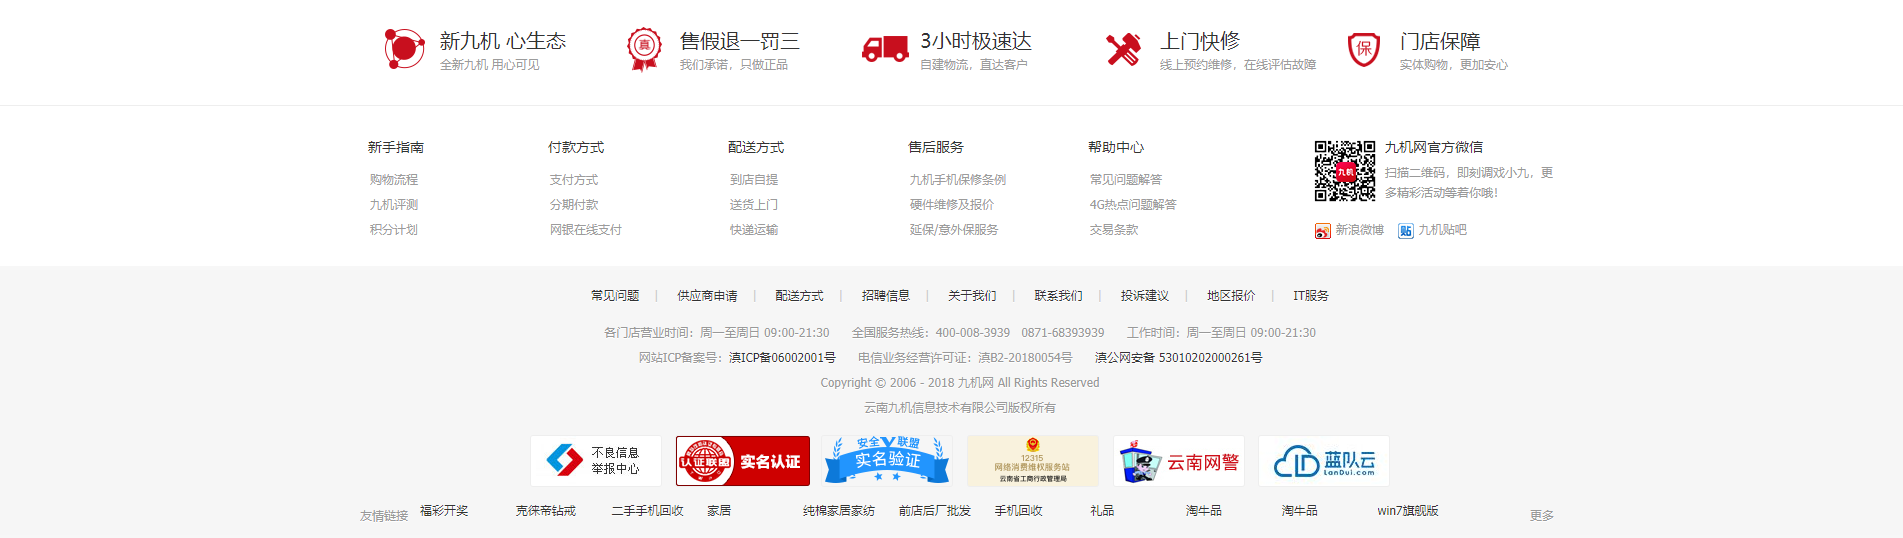 新九机 心生态
全新九机 用心可见
真
售假退一罚三
我们承诺，只做正品
3小时极速达
自建物流，直达客户
上门快修
线上预约维修，在线评估故障
保
门店保障
实体购物，更加安心
新手指南
购物流程
九机评测
积分计划
付款方式
支付方式
分期付款
网银在线支付
配送方式
到店自提
送货上门
快递运输
售后服务
九机手机保修条例
硬件维修及报价
延保/意外保服务
帮助中心
常见问题解答
4G热点问题解答
交易条款
九机
九机网官方微信
扫描二维码，即刻调戏小九，更
多精彩活动等着你哦！
新浪微博 贴 九机贴吧
常见问题 | 供应商申请 | 配送方式 | 招聘信息 | 关于我们 | 联系我们 | 投诉建议 | 地区报价 | IT服务
各门店营业时间：周一至周日 09:00-21:30 全国服务热线：400-008-3939 0871-68393939 工作时间：周一至周日 09:00-21:30
网站ICP备案号：滇ICP备06002001号 电信业务经营许可证：滇B2-20180054号 滇公网安备 53010202000261号
Copyright © 2006 - 2018 九机网 All Rights Reserved
云南九机信息技术有限公司版权所有
不良信息
举报中心
认证联盟
实名认证
安全V联盟
实名验证
12315
网络消费维权服务站
云南省工商行政管理局
云南网警
蓝队云
LanDui.com
友情链接 福彩开奖 克徕帝钻戒 二手手机回收 家居 纯棉家居家纺 前店后厂批发 手机回收 礼品 淘牛品 淘牛品 win7旗舰版 更多